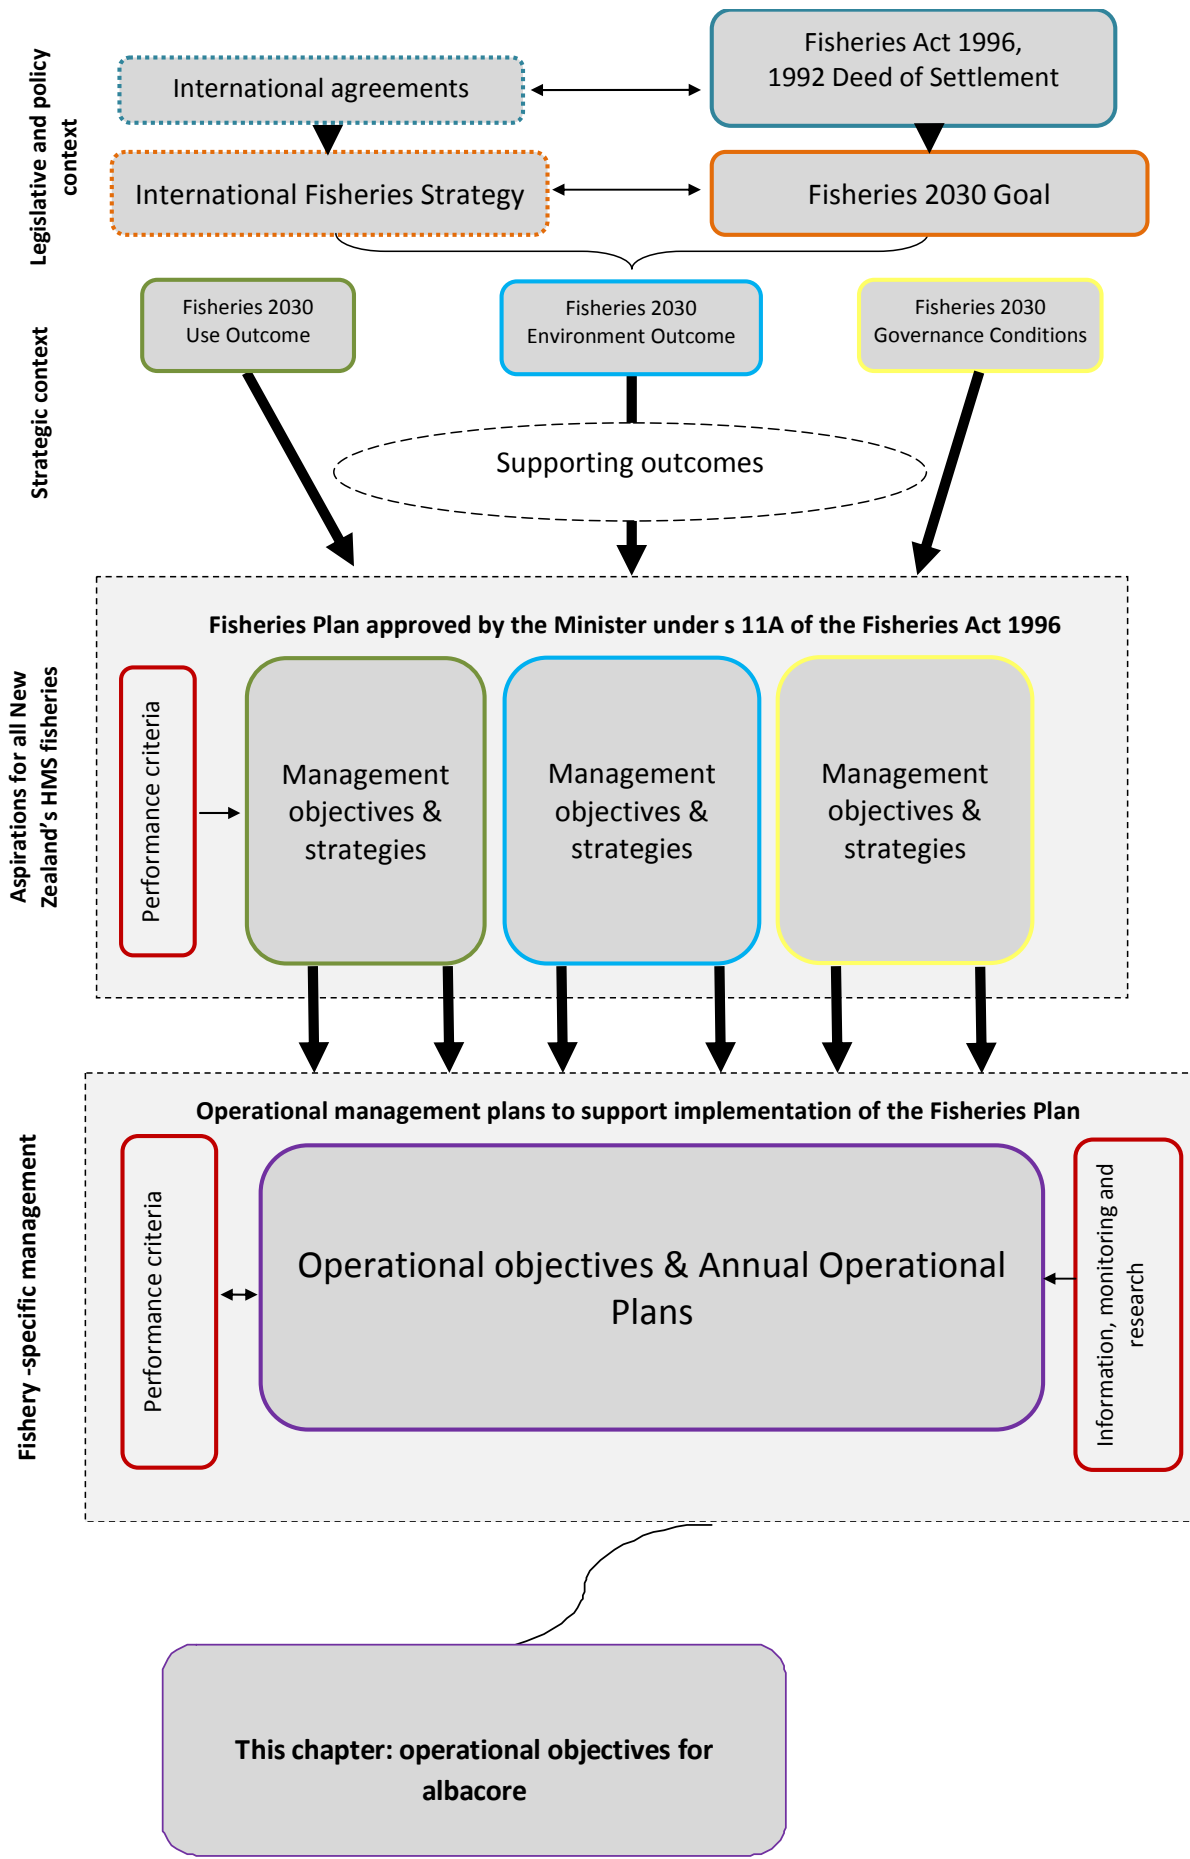 Legislative and policy
context
International agreements
Fisheries Act 1996,
1992 Deed of Settlement
International Fisheries Strategy
Fisheries 2030 Goal
Strategic context
Fisheries 2030
Use Outcome
Fisheries 2030
Environment Outcome
Fisheries 2030
Governance Conditions
Supporting outcomes
Aspirations for all New
Zealand's HMS fisheries
Fisheries Plan approved by the Minister under s 11A of the Fisheries Act 1996
Performance criteria
Management
objectives &
strategies
Management
objectives &
strategies
Management
objectives &
strategies
Fishery -specific management
Operational management plans to support implementation of the Fisheries Plan
Performance criteria
Operational objectives & Annual Operational
Plans
Information, monitoring and
research
This chapter: operational objectives for
albacore